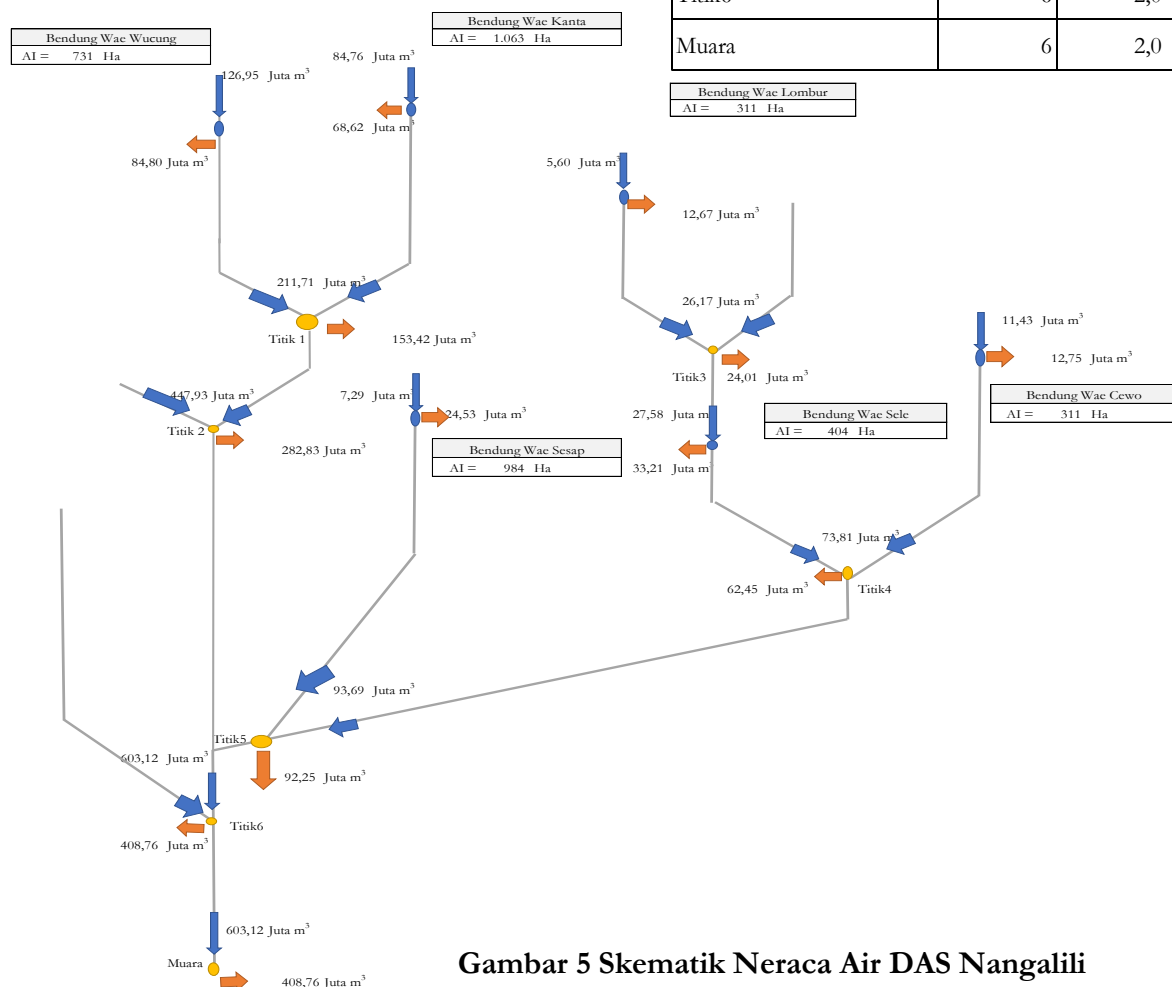 Titik6 6 2,0
Muara 6 2,0
Bendung Wae Kanta
AI = 1.063 Ha
Bendung Wae Wucung
AI = 731 Ha
84,76 Juta m³
126,95 Juta m³
Bendung Wae Lombur
AI = 311 Ha
68,62 Juta m³
84,80 Juta m³
5,60 Juta m³
12,67 Juta m³
211,71 Juta m³
26,17 Juta m³
11,43 Juta m³
Titik 1
153,42 Juta m³
12,75 Juta m³
Titik3
24,01 Juta m³
447,93 Juta m³
7,29 Juta m³
Bendung Wae Cewo
AI = 311 Ha
27,58 Juta m
24,53 Juta m³
Bendung Wae Sele
AI = 404 Ha
Titik 2
282,83 Juta m³
Bendung Wae Sesap
AI = 984 Ha
33,21 Juta m³
73,81 Juta m³
62,45 Juta m³
Titik4
93,69 Juta m³
Titik5
603,12 Juta m³
92,25 Juta m³
Titik6
408,76 Juta m³
603,12 Juta m³
Muara
408,76 Juta m³
Gambar 5 Skematik Neraca Air DAS Nangalili